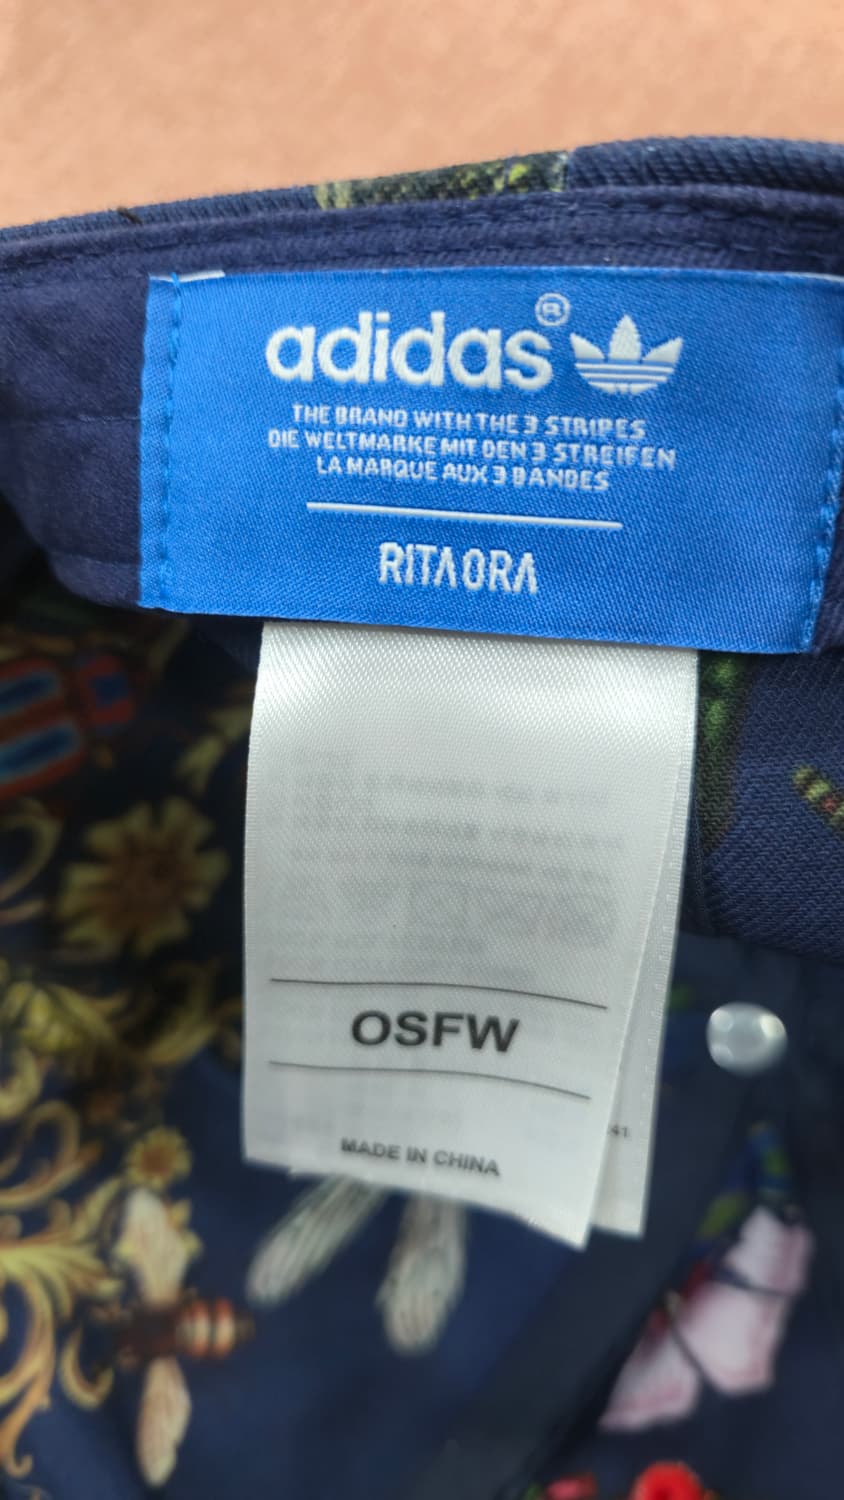 adidas®
THE BRAND WITH THE 3 STRIPES
DIE WELTMARKE MIT DEN 3 STREIFEN
LA MARQUE AUX 3 BANDES
RITA ORA
OSFW
41
MADE IN CHINA